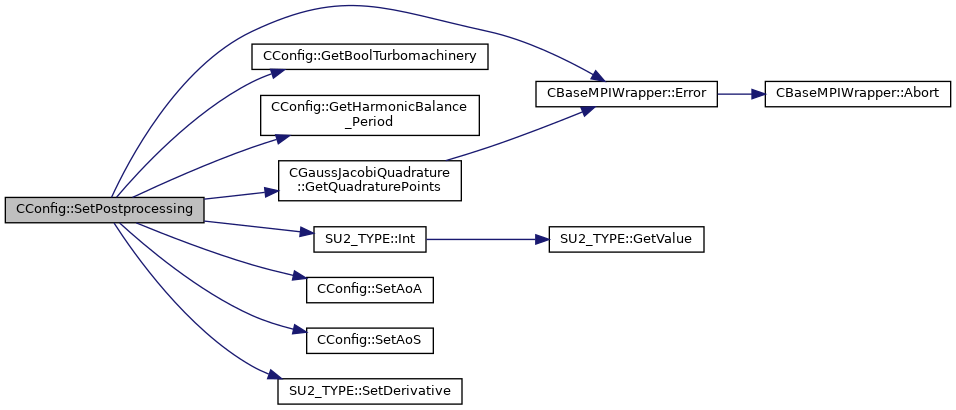 CConfig::SetPostprocessing
CConfig::GetBoolTurbomachinery
CConfig::GetHarmonicBalance
_Period
CGaussJacobiQuadrature
::GetQuadraturePoints
SU2_TYPE::Int
CConfig::SetAoA
CConfig::SetAoS
SU2_TYPE::SetDerivative
CBaseMPIWrapper::Error
SU2_TYPE::GetValue
CBaseMPIWrapper::Abort